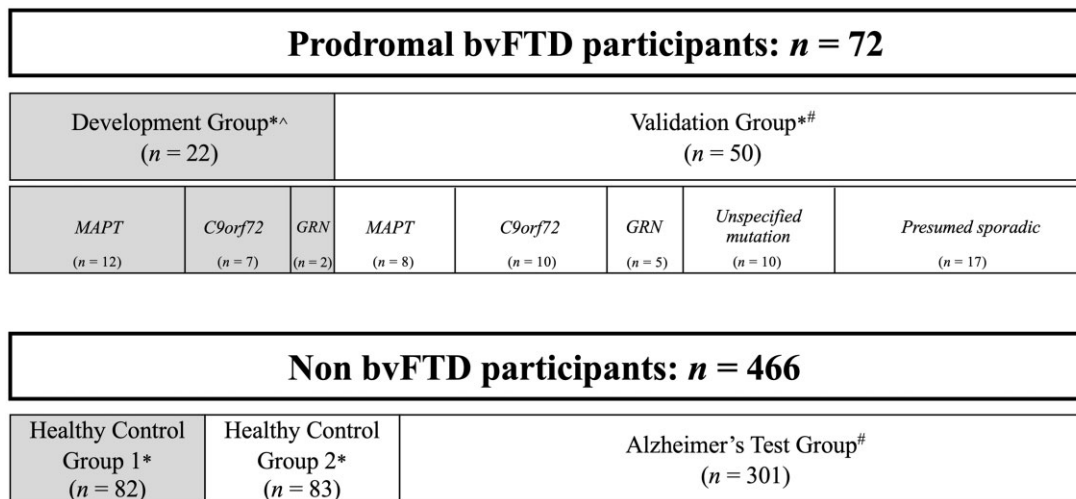 Prodromal bvFTD participants: n = 72
Development Group*^
(n = 22)
Validation Group*#
(n = 50)
MAPT
(n = 12)
C9orf72
(n = 7)
GRN
(n = 2)
MAPT
(n = 8)
C9orf72
(n = 10)
GRN
(n = 5)
Unspecified
mutation
(n = 10)
Presumed sporadic
(n = 17)
Non bvFTD participants: n = 466
Healthy Control
Group 1*
(n = 82)
Healthy Control
Group 2*
(n = 83)
Alzheimer’s Test Group#
(n = 301)